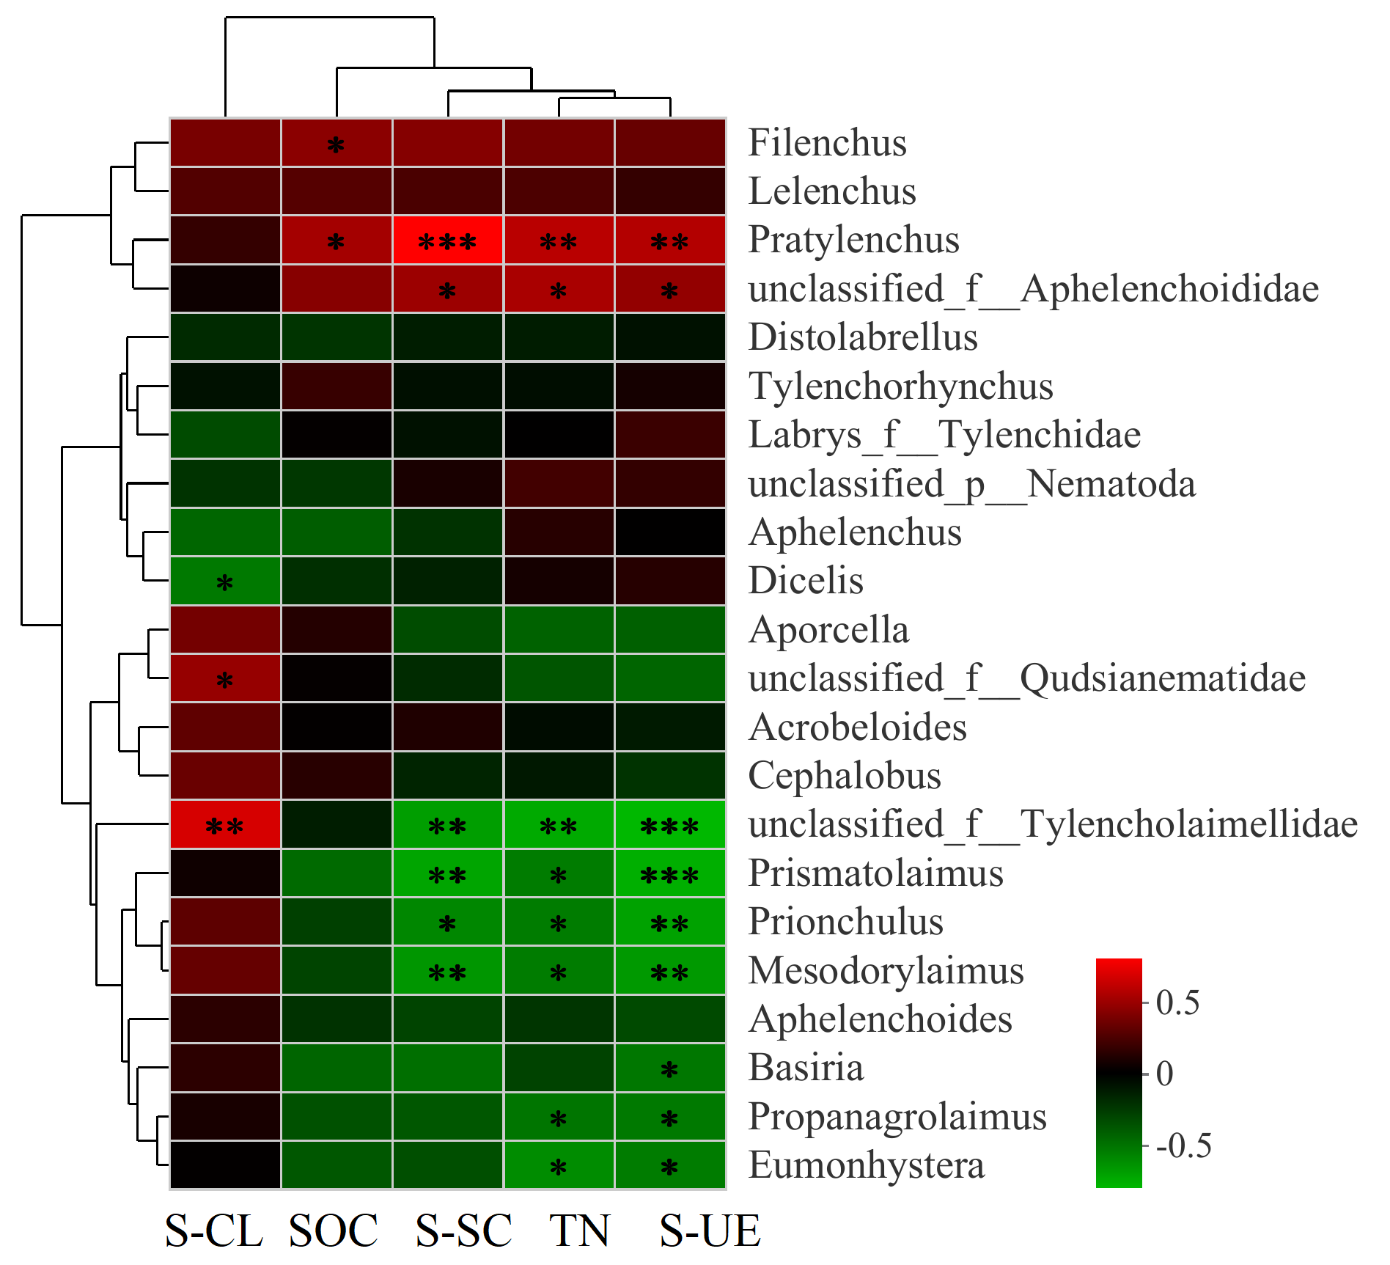 * Filenchus
Lelenchus
* *** ** ** Pratylenchus
* * * unclassified_f__Aphelenchoididae
Distolabrellus
Tylenchorhynchus
Labrys_f__Tylenchidae
unclassified_p__Nematoda
Aphelenchus
* Dicelis
Aporcella
* unclassified_f__Qudsianematidae
Acrobeloides
Cephalobus
** ** ** *** unclassified_f__Tylencholaimellidae
** * *** Prismatolaimus
* * ** Prionchulus
** * ** Mesodorylaimus
Aphelenchoides
* Basiria
* * Propanagrolaimus
* * Eumonhystera
0.5
0
-0.5
S-CL SOC S-SC TN S-UE